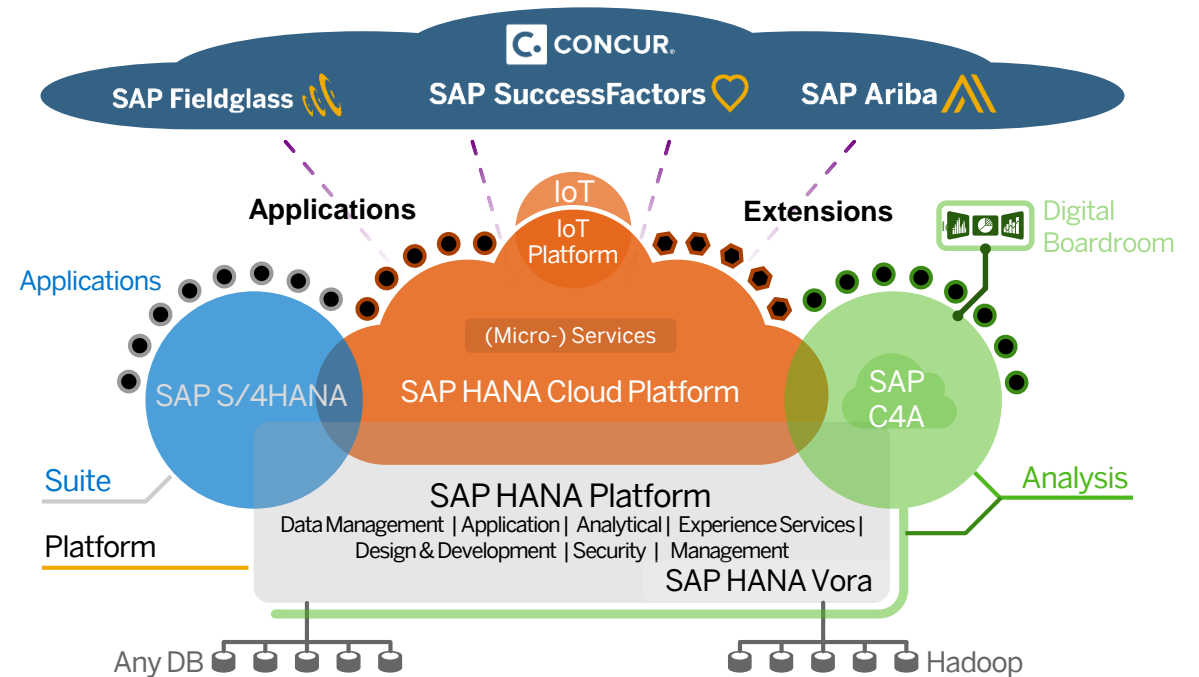 C. CONCUR.
SAP Fieldglass
SAP SuccessFactors
SAP Ariba
IoT
Applications
Extensions
Digital
Boardroom
IoT
Platform
Applications
(Micro-) Services
SAP S/4HANA
SAP HANA Cloud Platform
SAP
C4A
Suite
Analysis
SAP HANA Platform
Data Management | Application | Analytical | Experience Services |
Design & Development | Security | Management
Platform
SAP HANA Vora
Any DB
Hadoop